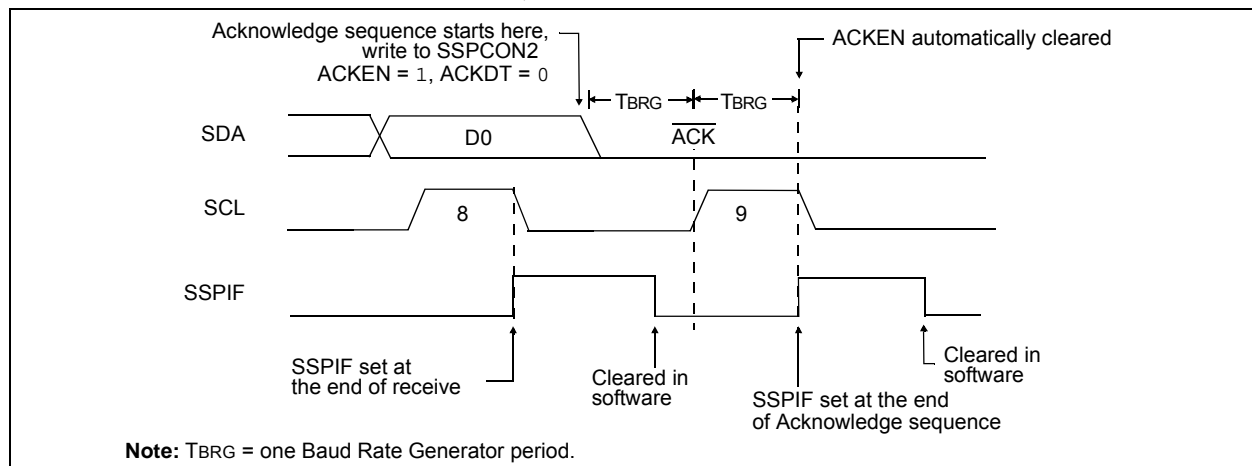 Acknowledge sequence starts here,
write to SSPCON2
ACKEN = 1, ACKDT = 0
ACKEN automatically cleared
TBRG
TBRG
SDA
D0
ACK
SCL
8
9
SSPIF
SSPIF set at
the end of receive
Cleared in
software
SSPIF set at the end
of Acknowledge sequence
Cleared in
software
Note: TBRG = one Baud Rate Generator period.